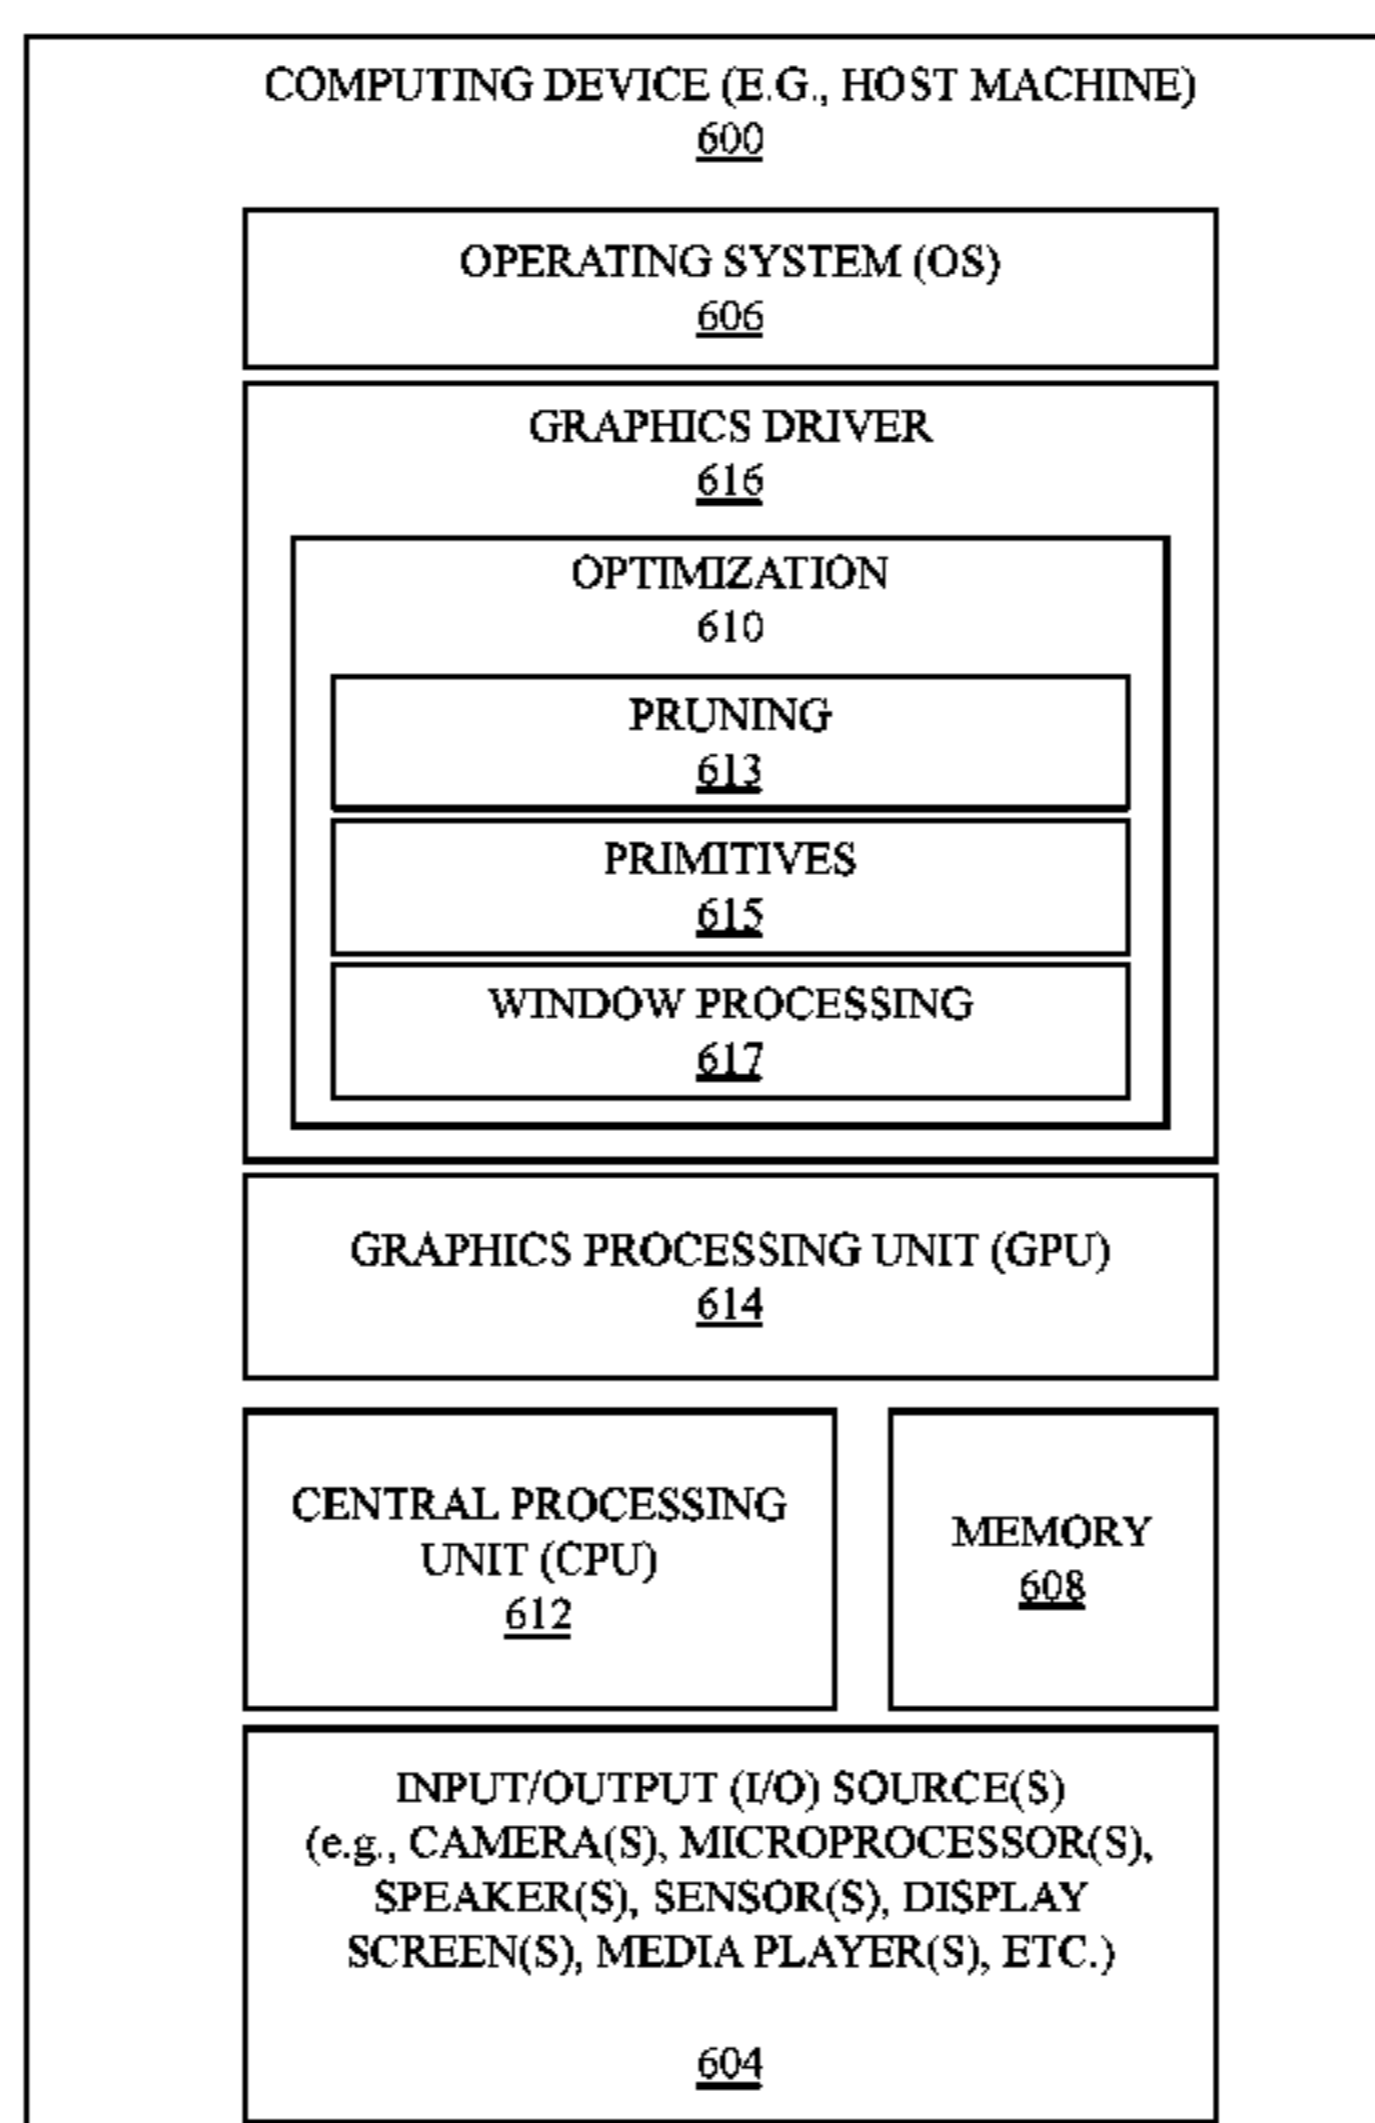 COMPUTING DEVICE (E.G., HOST MACHINE)
600
OPERATING SYSTEM (OS)
606
GRAPHICS DRIVER
616
OPTIMIZATION
610
PRUNING
613
PRIMITIVES
615
WINDOW PROCESSING
617
GRAPHICS PROCESSING UNIT (GPU)
614
CENTRAL PROCESSING
UNIT (CPU)
612
MEMORY
608
INPUT/OUTPUT (I/O) SOURCE(S)
(e.g., CAMERA(S), MICROPROCESSOR(S),
SPEAKER(S), SENSOR(S), DISPLAY
SCREEN(S), MEDIA PLAYER(S), ETC.)
604